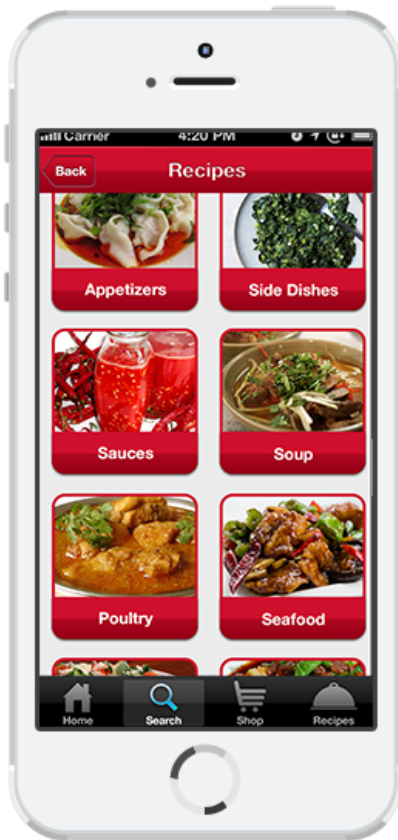 Carrier 4:20 PM
Back Recipes
Appetizers Side Dishes
Sauces Soup
Poultry Seafood
Home Search Shop Recipes